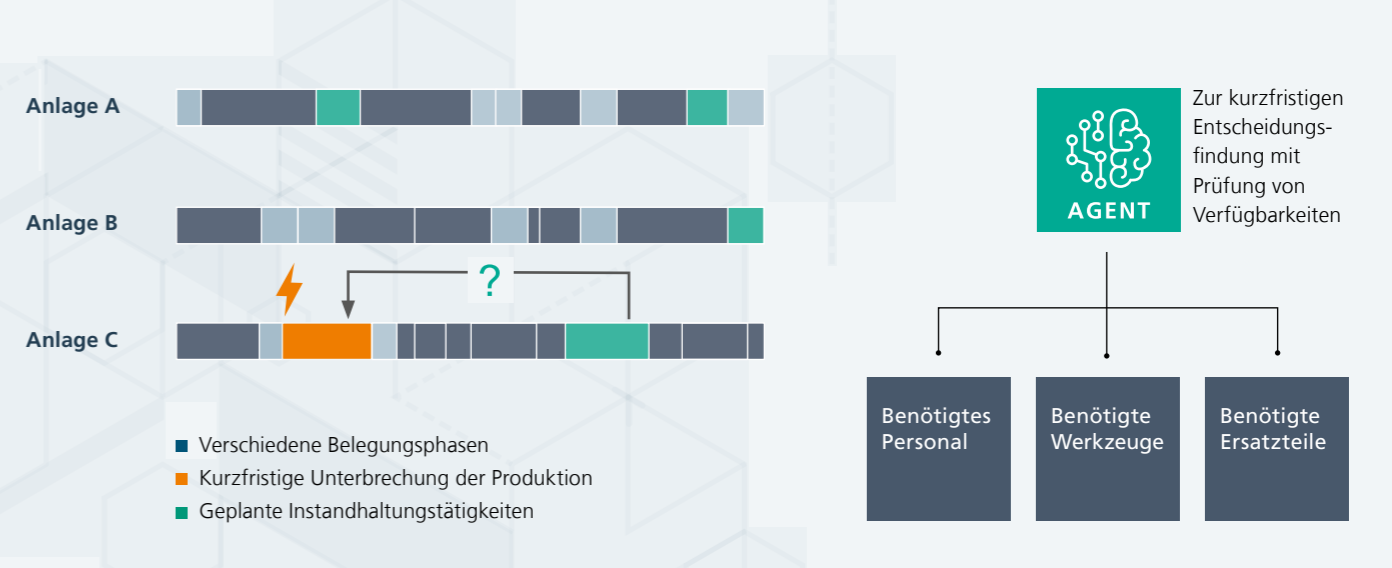 Anlage A
Anlage B
?
Anlage C
Verschiedene Belegungsphasen
Kurzfristige Unterbrechung der Produktion
Geplante Instandhaltungstätigkeiten
AGENT
Zur kurzfristigen
Entscheidungs-
findung mit
Prüfung von
Verfügbarkeiten
Benötigtes
Personal
Benötigte
Werkzeuge
Benötigte
Ersatzteile